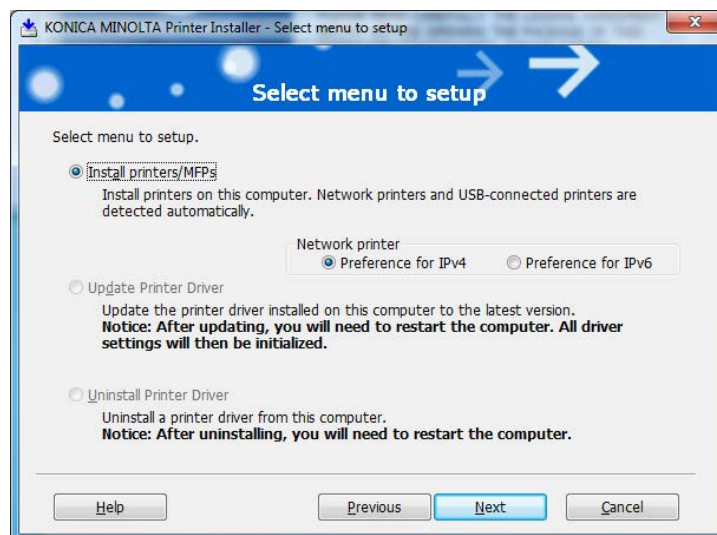 KONICA MINOLTA Printer Installer - Select menu to setup
Select menu to setup
Select menu to setup.
Install printers/MFPs
Install printers on this computer. Network printers and USB-connected printers are
detected automatically.
Network printer
Preference for IPv4 Preference for IPv6
Update Printer Driver
Update the printer driver installed on this computer to the latest version.
Notice: After updating, you will need to restart the computer. All driver
settings will then be initialized.
Uninstall Printer Driver
Uninstall a printer driver from this computer.
Notice: After uninstalling, you will need to restart the computer.
Help Previous Next Cancel